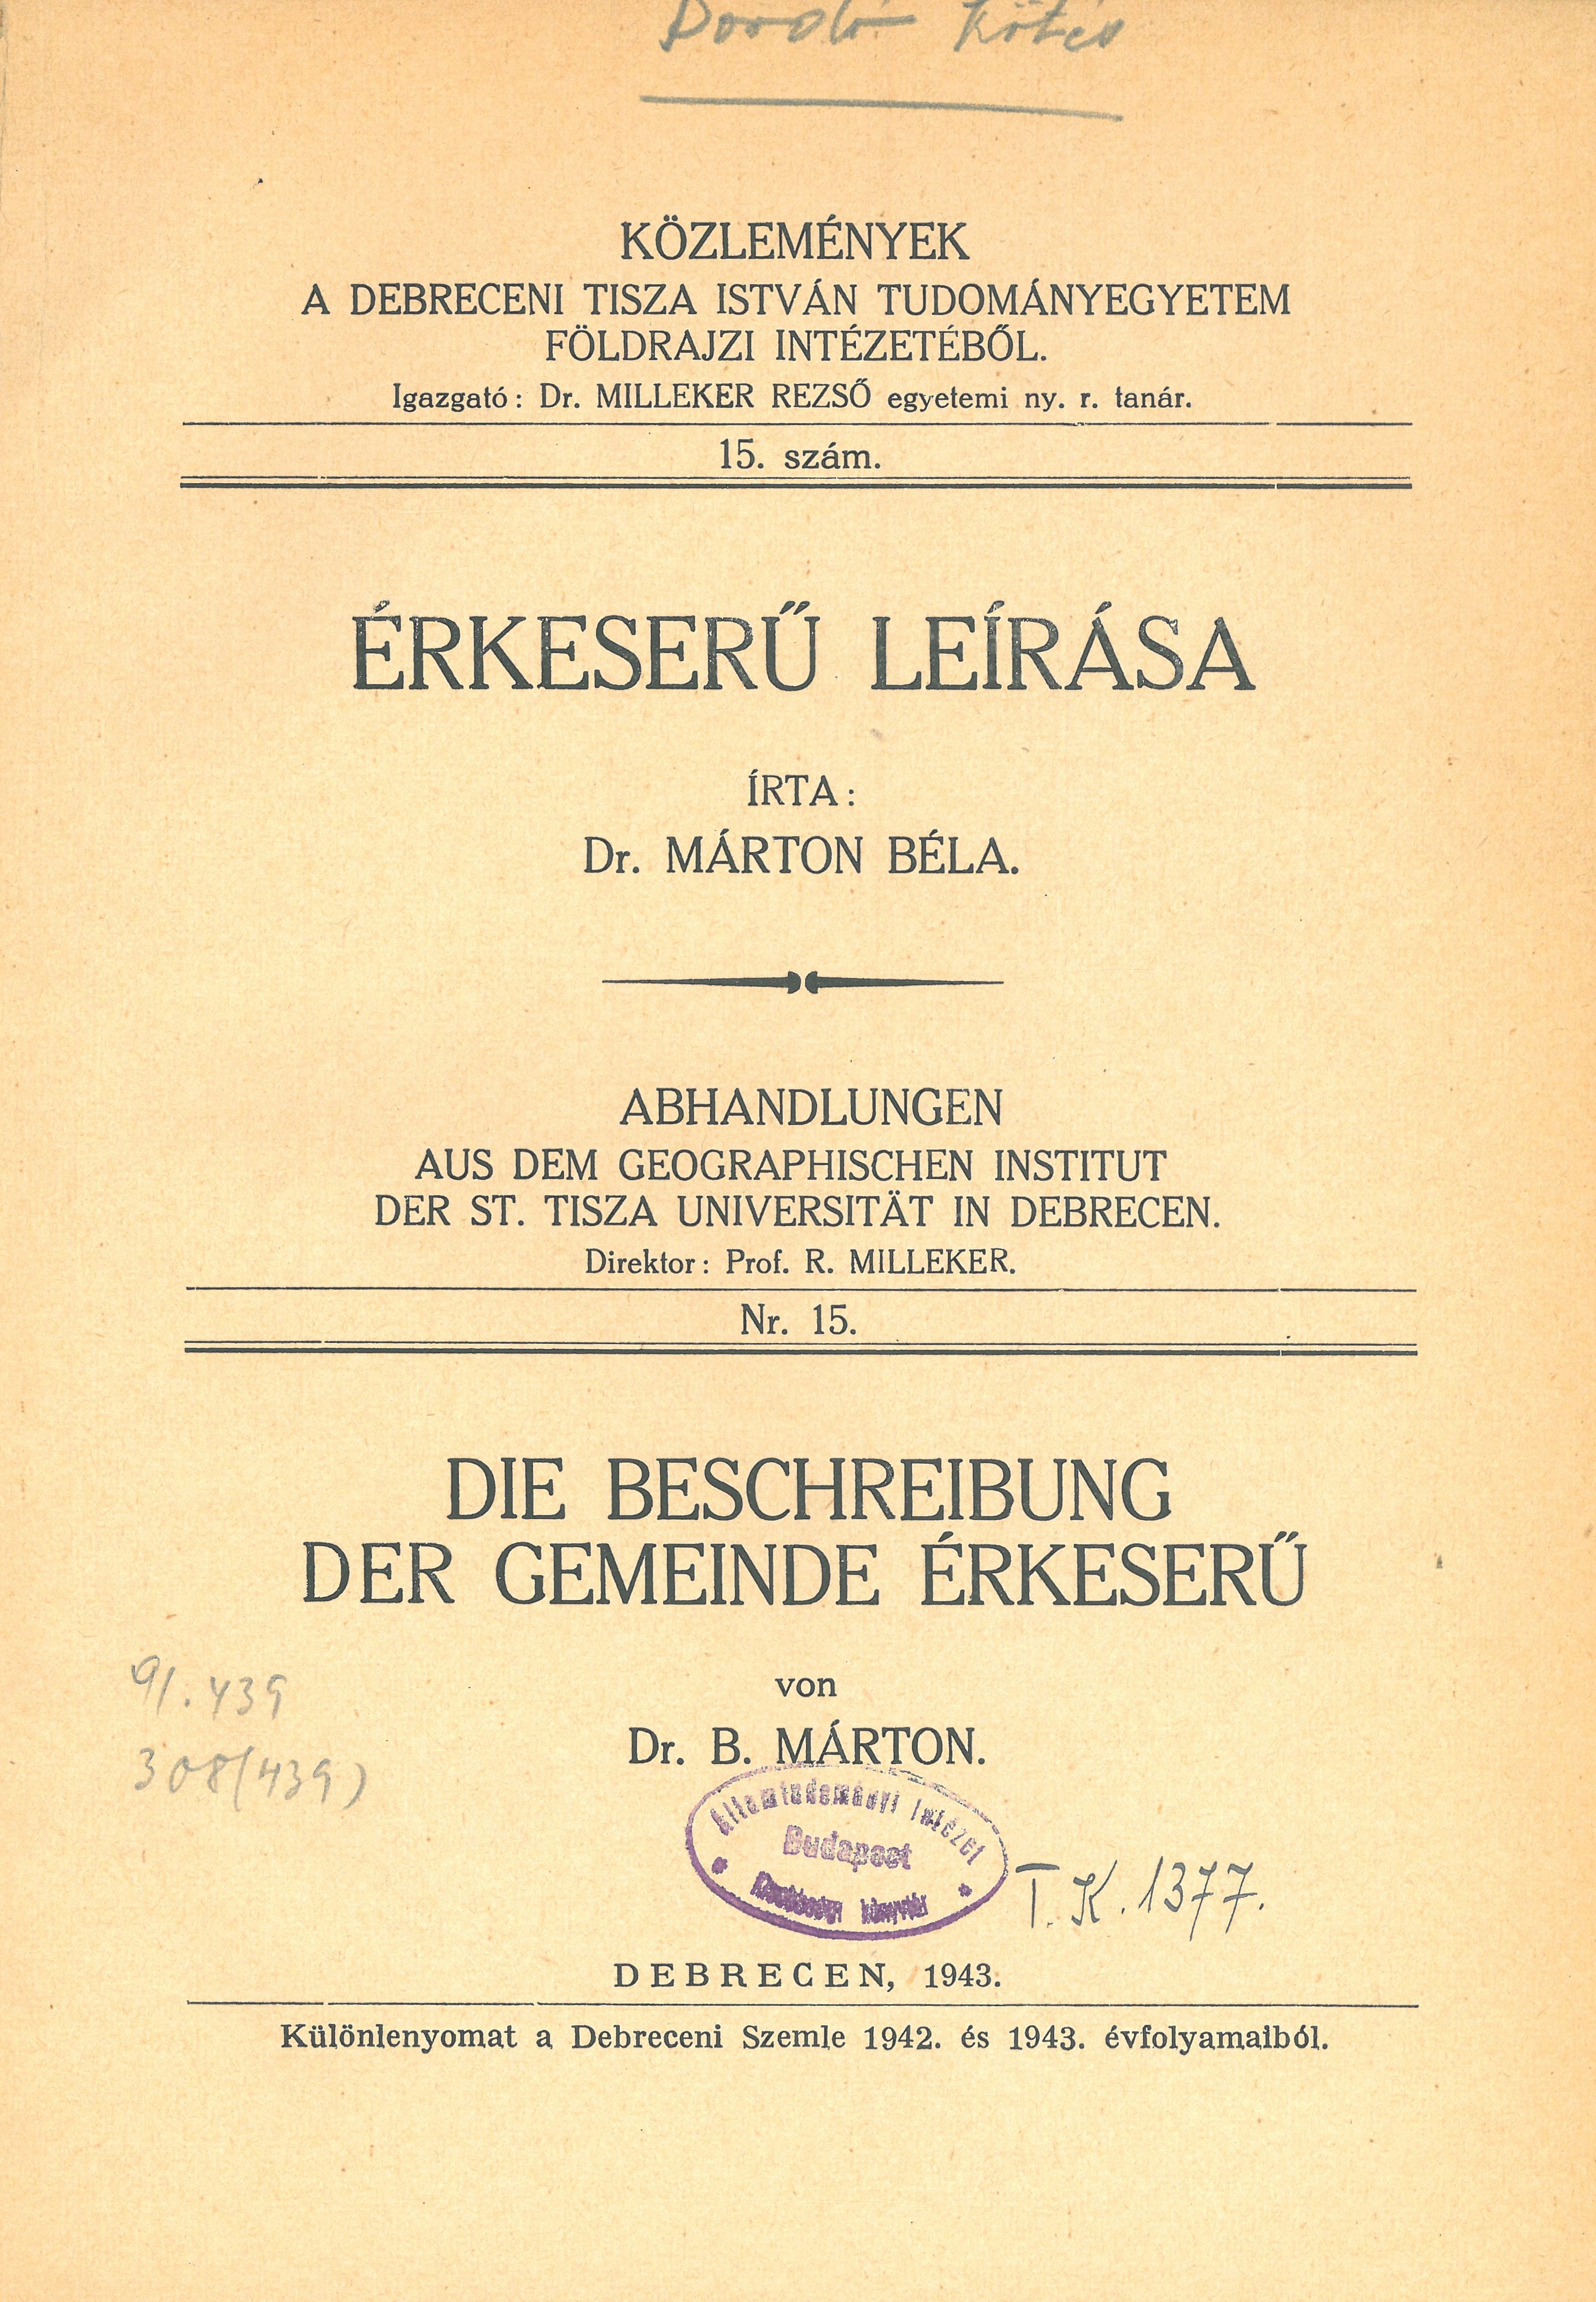 KÖZLEMÉNYEK
A DEBRECENI TISZA ISTVÁN TUDOMÁNYEGYETEM
FÖLDRAJZI INTÉZETÉBŐL.
Igazgató: Dr. MILLEKER REZSŐ egyetemi ny. r. tanár.
15. szám.
ÉRKESERŰ LEÍRÁSA
ÍRTA:
Dr. MÁRTON BÉLA.
ABHANDLUNGEN
AUS DEM GEOGRAPHISCHEN INSTITUT
DER ST. TISZA UNIVERSITÄT IN DEBRECEN.
Direktor: Prof. R. MILLEKER.
Nr. 15.
DIE BESCHREIBUNG
DER GEMEINDE ÉRKESERŰ
91.439
308(439)
von
Dr. B. MÁRTON.
Államtudományi Intézet
Budapest
könyvtár
T.K.1377.
DEBRECEN, 1943.
Különlenyomat a Debreceni Szemle 1942. és 1943. évfolyamaiból.